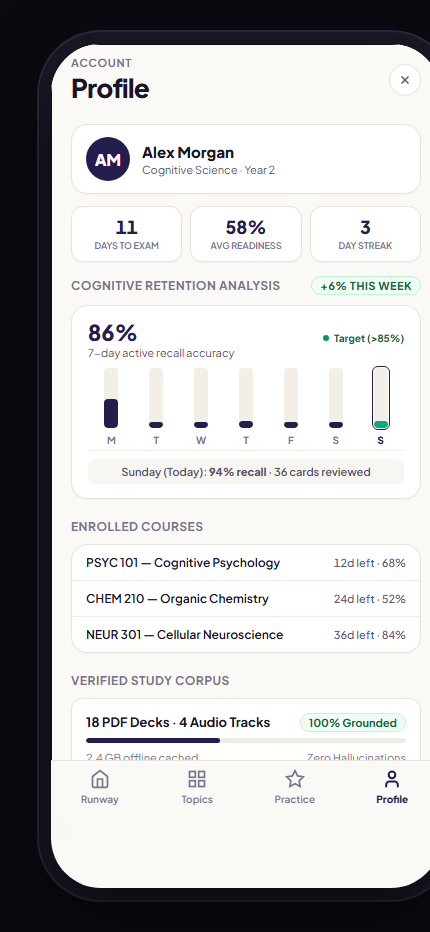 ACCOUNT
Profile
AM
Alex Morgan
Cognitive Science · Year 2
11
DAYS TO EXAM
58%
AVG READINESS
3
DAY STREAK
COGNITIVE RETENTION ANALYSIS
+6% THIS WEEK
86%
7-day active recall accuracy
Target (>85%)
M T W T F S S
Sunday (Today): 94% recall · 36 cards reviewed
ENROLLED COURSES
PSYC 101 — Cognitive Psychology 12d left · 68%
CHEM 210 — Organic Chemistry 24d left · 52%
NEUR 301 — Cellular Neuroscience 36d left · 84%
VERIFIED STUDY CORPUS
18 PDF Decks · 4 Audio Tracks
100% Grounded
2.4 GB offline cached Zero Hallucinations
Runway Topics Practice Profile